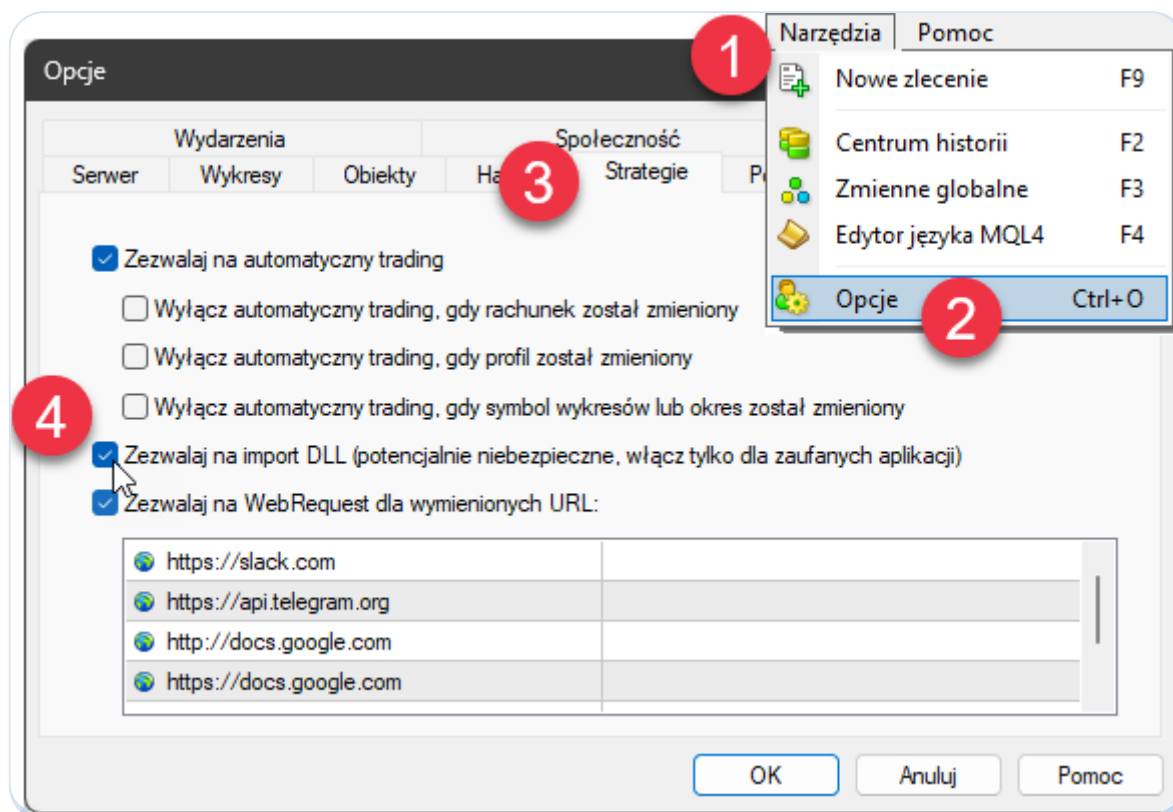 1
Narzędzia Pomoc
Nowe zlecenie F9
Centrum historii F2
Zmienne globalne F3
Edytor języka MQL4 F4
Opcje Ctrl+O
2
Opcje
Wydarzenia Społeczność
Serwer Wykresy Obiekty Strategie
3
Zezwalaj na automatyczny trading
Wyłącz automatyczny trading, gdy rachunek został zmieniony
Wyłącz automatyczny trading, gdy profil został zmieniony
Wyłącz automatyczny trading, gdy symbol wykresów lub okres został zmieniony
4
Zezwalaj na import DLL (potencjalnie niebezpieczne, włącz tylko dla zaufanych aplikacji)
Zezwalaj na WebRequest dla wymienionych URL:
https://slack.com
https://api.telegram.org
http://docs.google.com
https://docs.google.com
OK Anuluj Pomoc